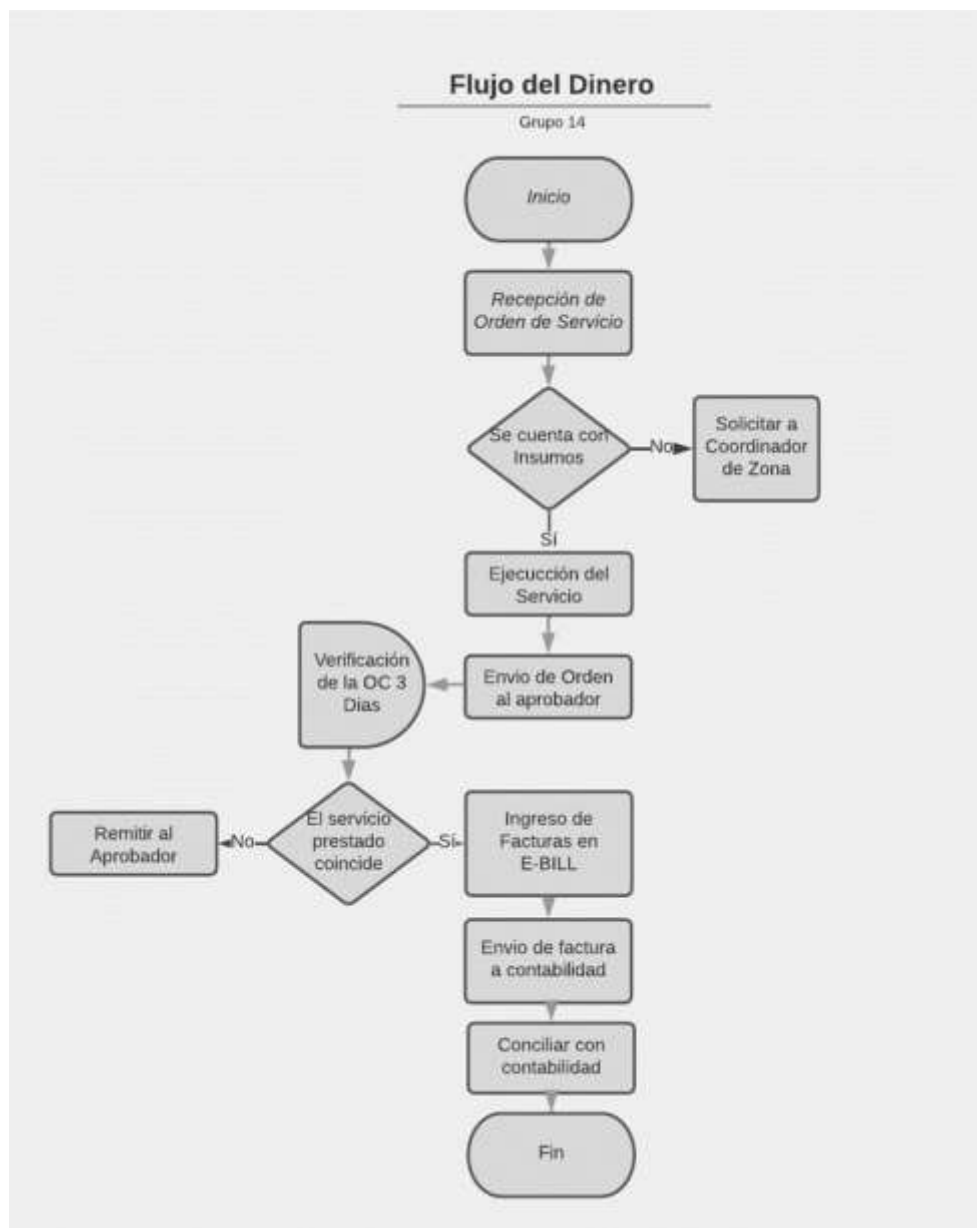 Flujo del Dinero
Grupo 14
Inicio
Recepción de
Orden de Servicio
Se cuenta con
Insumos
No
Solicitar a
Coordinador
de Zona
Sí
Ejecucción del
Servicio
Envio de Orden
al aprobador
Verificación
de la OC 3
Dias
El servicio
prestado
coincide
No
Remitir al
Aprobador
Sí
Ingreso de
Facturas en
E-BILL
Envio de factura
a contabilidad
Conciliar con
contabilidad
Fin